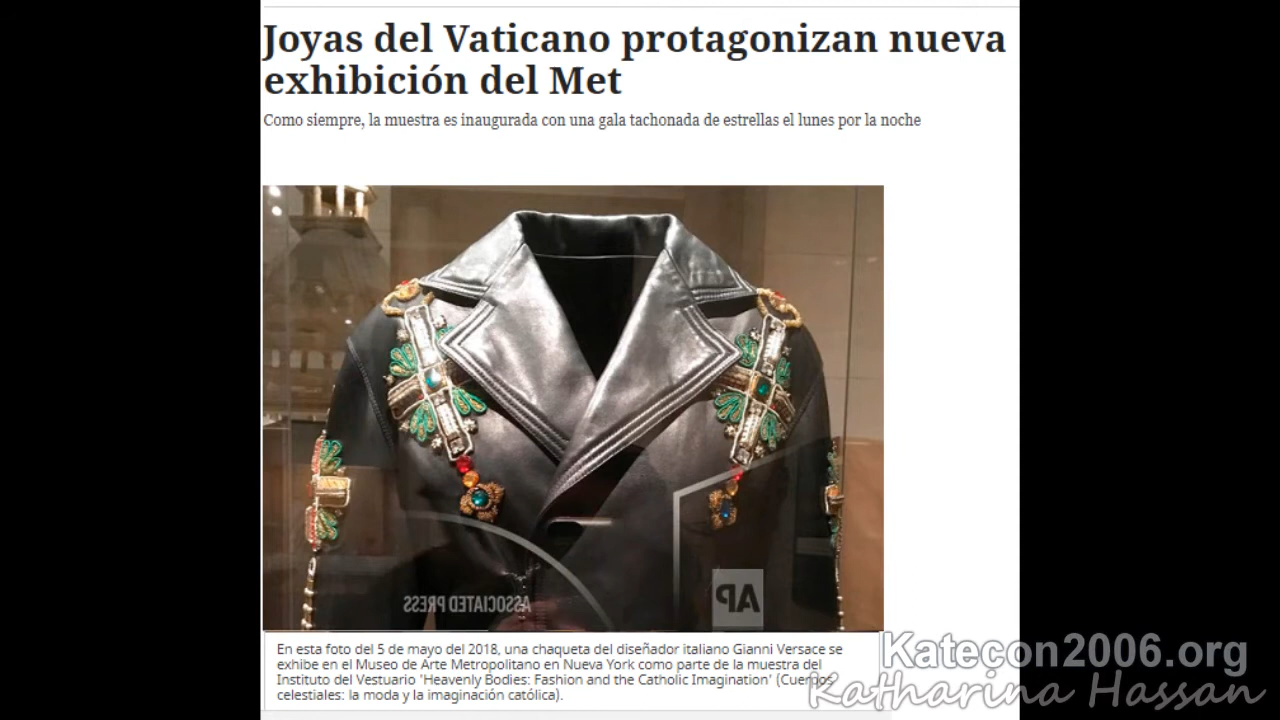 Joyas del Vaticano protagonizan nueva
exhibición del Met
Como siempre, la muestra es inaugurada con una gala tachonada de estrellas el lunes por la noche
ASSOCIATED PRESS
AP
En esta foto del 5 de mayo del 2018, una chaqueta del diseñador italiano Gianni Versace se
exhibe en el Museo de Arte Metropolitano en Nueva York como parte de la muestra del
Instituto del Vestuario 'Heavenly Bodies: Fashion and the Catholic Imagination' (Cuerpos
celestiales: la moda y la imaginación católica).
Katecon2006.org
Katharina Hassan